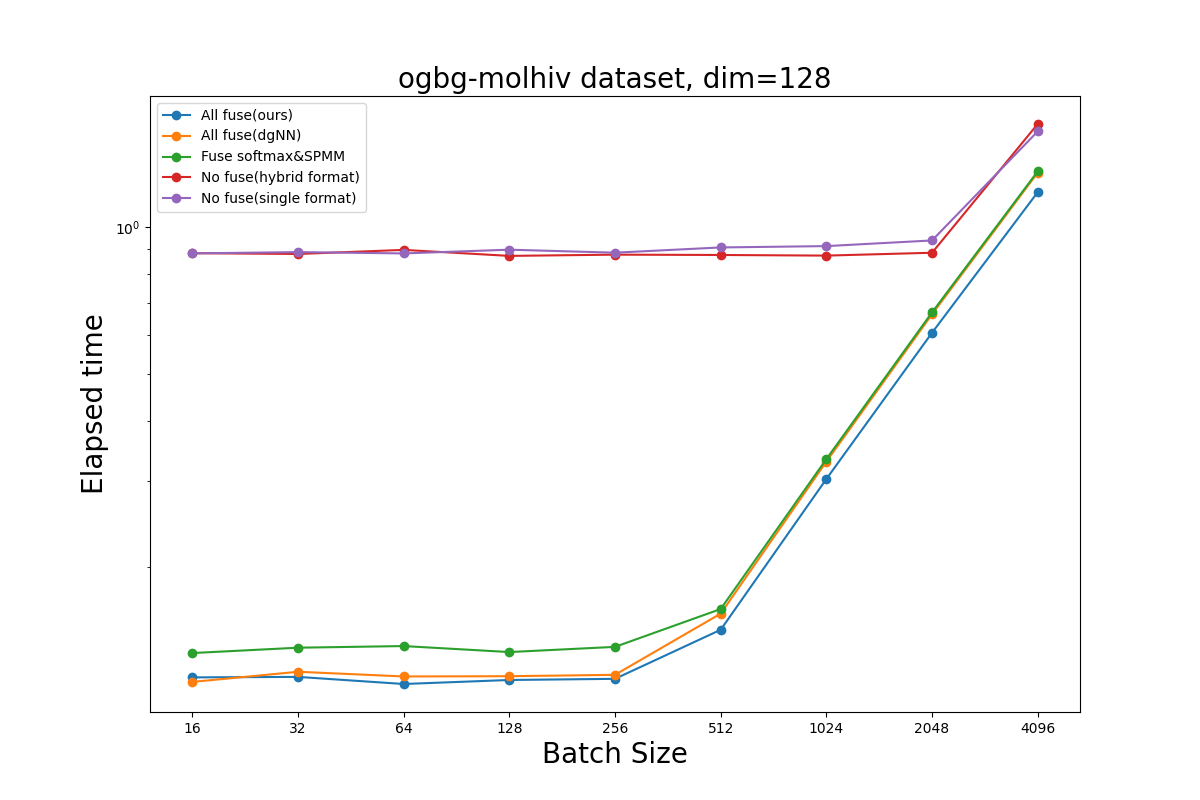 ogbg-molhiv dataset, dim=128
All fuse(ours)
All fuse(dgNN)
Fuse softmax&SPMM
No fuse(hybrid format)
No fuse(single format)
10⁰
Elapsed time
16 32 64 128 256 512 1024 2048 4096
Batch Size